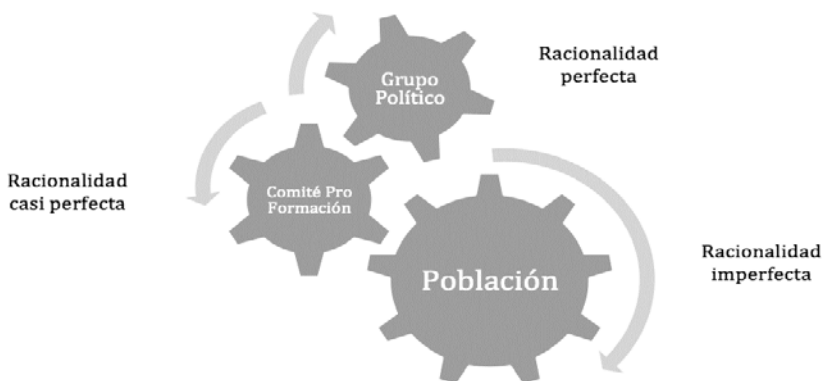 Grupo
Político
Racionalidad
perfecta
Racionalidad
casi perfecta
Comité Pro
Formación
Población
Racionalidad
imperfecta